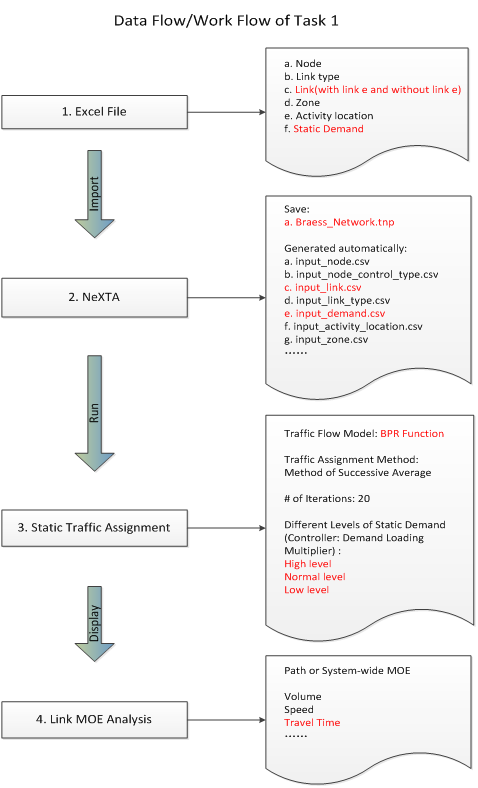 Data Flow/Work Flow of Task 1
1. Excel File
a. Node
b. Link type
c. Link(with link e and without link e)
d. Zone
e. Activity location
f. Static Demand
Import
2. NeXTA
Save:
a. Braess_Network.tnp
Generated automatically:
a. input_node.csv
b. input_node_control_type.csv
c. input_link.csv
d. input_link_type.csv
e. input_demand.csv
f. input_activity_location.csv
g. input_zone.csv
……
Run
3. Static Traffic Assignment
Traffic Flow Model: BPR Function
Traffic Assignment Method:
Method of Successive Average
# of Iterations: 20
Different Levels of Static Demand
(Controller: Demand Loading
Multiplier) :
High level
Normal level
Low level
Display
4. Link MOE Analysis
Path or System-wide MOE
Volume
Speed
Travel Time
……